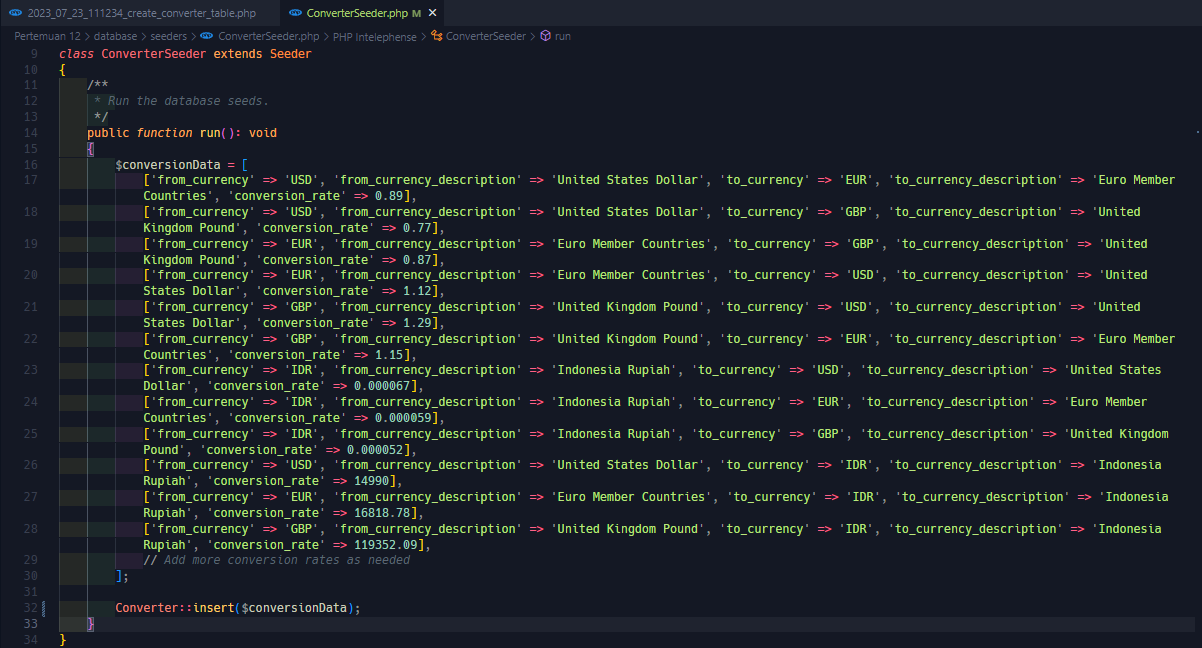 2023_07_23_111234_create_converter_table.php
ConverterSeeder.php M ✕
Pertemuan 12 > database > seeders > ConverterSeeder.php > PHP Intelephense > ConverterSeeder > run
9 class ConverterSeeder extends Seeder
10 {
11 /**
12 * Run the database seeds.
13 */
14 public function run(): void
15 {
16 $conversionData = [
17 ['from_currency' => 'USD', 'from_currency_description' => 'United States Dollar', 'to_currency' => 'EUR', 'to_currency_description' => 'Euro Member
Countries', 'conversion_rate' => 0.89],
18 ['from_currency' => 'USD', 'from_currency_description' => 'United States Dollar', 'to_currency' => 'GBP', 'to_currency_description' => 'United
Kingdom Pound', 'conversion_rate' => 0.77],
19 ['from_currency' => 'EUR', 'from_currency_description' => 'Euro Member Countries', 'to_currency' => 'GBP', 'to_currency_description' => 'United
Kingdom Pound', 'conversion_rate' => 0.87],
20 ['from_currency' => 'EUR', 'from_currency_description' => 'Euro Member Countries', 'to_currency' => 'USD', 'to_currency_description' => 'United
States Dollar', 'conversion_rate' => 1.12],
21 ['from_currency' => 'GBP', 'from_currency_description' => 'United Kingdom Pound', 'to_currency' => 'USD', 'to_currency_description' => 'United
States Dollar', 'conversion_rate' => 1.29],
22 ['from_currency' => 'GBP', 'from_currency_description' => 'United Kingdom Pound', 'to_currency' => 'EUR', 'to_currency_description' => 'Euro Member
Countries', 'conversion_rate' => 1.15],
23 ['from_currency' => 'IDR', 'from_currency_description' => 'Indonesia Rupiah', 'to_currency' => 'USD', 'to_currency_description' => 'United States
Dollar', 'conversion_rate' => 0.000067],
24 ['from_currency' => 'IDR', 'from_currency_description' => 'Indonesia Rupiah', 'to_currency' => 'EUR', 'to_currency_description' => 'Euro Member
Countries', 'conversion_rate' => 0.000059],
25 ['from_currency' => 'IDR', 'from_currency_description' => 'Indonesia Rupiah', 'to_currency' => 'GBP', 'to_currency_description' => 'United Kingdom
Pound', 'conversion_rate' => 0.000052],
26 ['from_currency' => 'USD', 'from_currency_description' => 'United States Dollar', 'to_currency' => 'IDR', 'to_currency_description' => 'Indonesia
Rupiah', 'conversion_rate' => 14990],
27 ['from_currency' => 'EUR', 'from_currency_description' => 'Euro Member Countries', 'to_currency' => 'IDR', 'to_currency_description' => 'Indonesia
Rupiah', 'conversion_rate' => 16818.78],
28 ['from_currency' => 'GBP', 'from_currency_description' => 'United Kingdom Pound', 'to_currency' => 'IDR', 'to_currency_description' => 'Indonesia
Rupiah', 'conversion_rate' => 119352.09],
29 // Add more conversion rates as needed
30 ];
31
32 Converter::insert($conversionData);
33 }
34 }